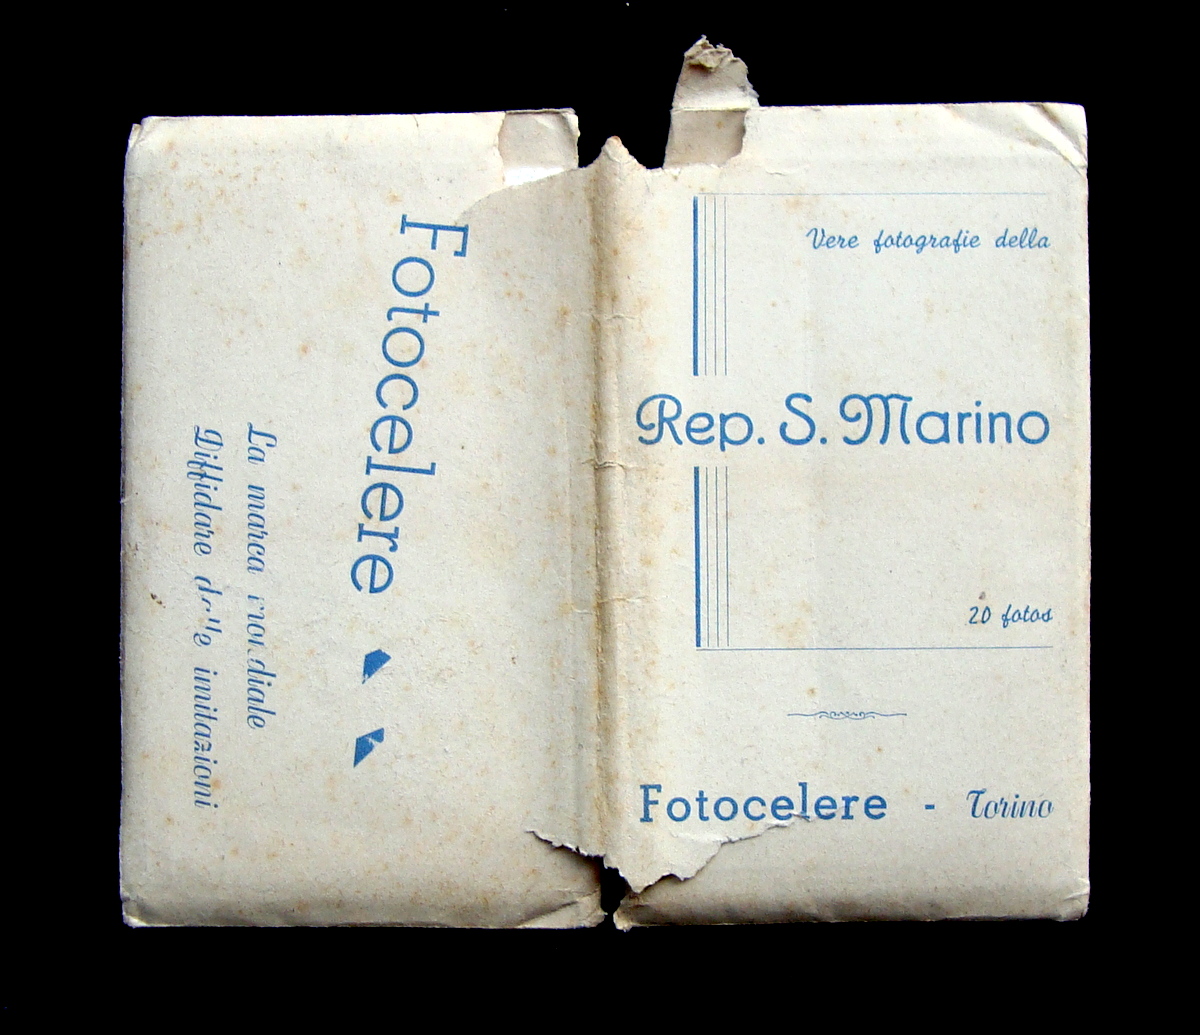 Fotocelere
La marca mondiale
Diffidare delle imitazioni
Vere fotografie della
Rep. S. Marino
20 fotos
Fotocelere - Torino